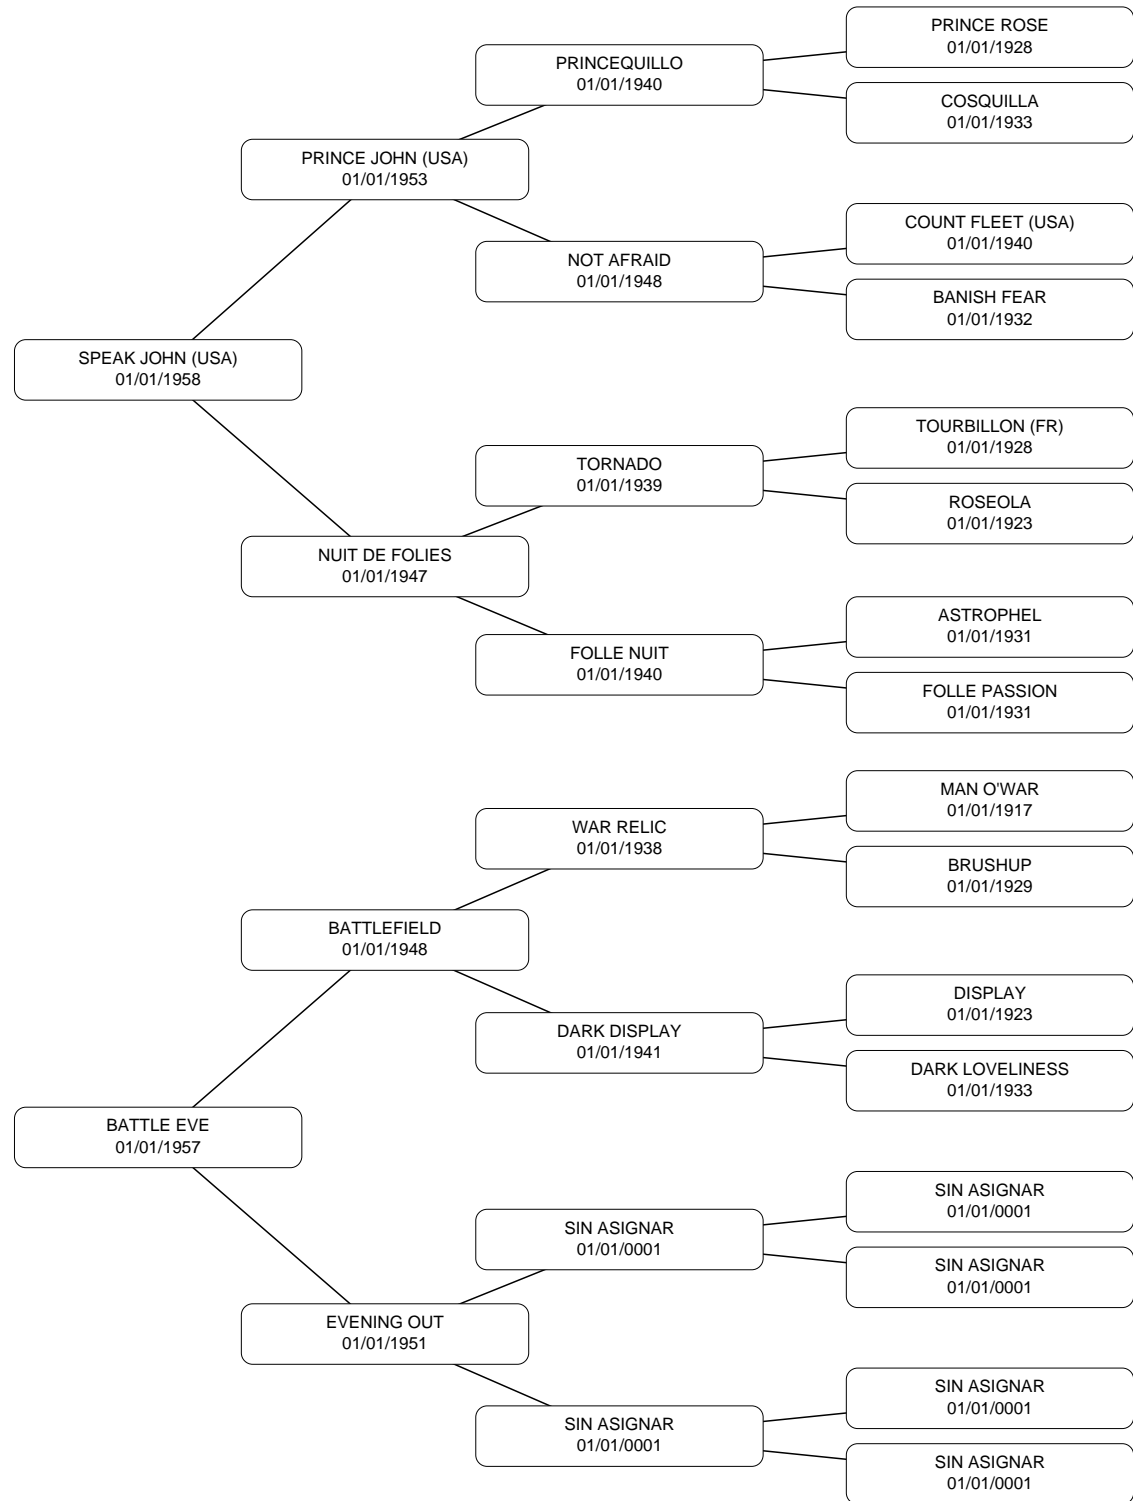 PRINCE ROSE
01/01/1928
PRINCEQUILLO
01/01/1940
COSQUILLA
01/01/1933
PRINCE JOHN (USA)
01/01/1953
COUNT FLEET (USA)
01/01/1940
NOT AFRAID
01/01/1948
BANISH FEAR
01/01/1932
SPEAK JOHN (USA)
01/01/1958
TOURBILLON (FR)
01/01/1928
TORNADO
01/01/1939
ROSEOLA
01/01/1923
NUIT DE FOLIES
01/01/1947
ASTROPHEL
01/01/1931
FOLLE NUIT
01/01/1940
FOLLE PASSION
01/01/1931
MAN O'WAR
01/01/1917
WAR RELIC
01/01/1938
BRUSHUP
01/01/1929
BATTLEFIELD
01/01/1948
DISPLAY
01/01/1923
DARK DISPLAY
01/01/1941
DARK LOVELINESS
01/01/1933
BATTLE EVE
01/01/1957
SIN ASIGNAR
01/01/0001
SIN ASIGNAR
01/01/0001
SIN ASIGNAR
01/01/0001
EVENING OUT
01/01/1951
SIN ASIGNAR
01/01/0001
SIN ASIGNAR
01/01/0001
SIN ASIGNAR
01/01/0001